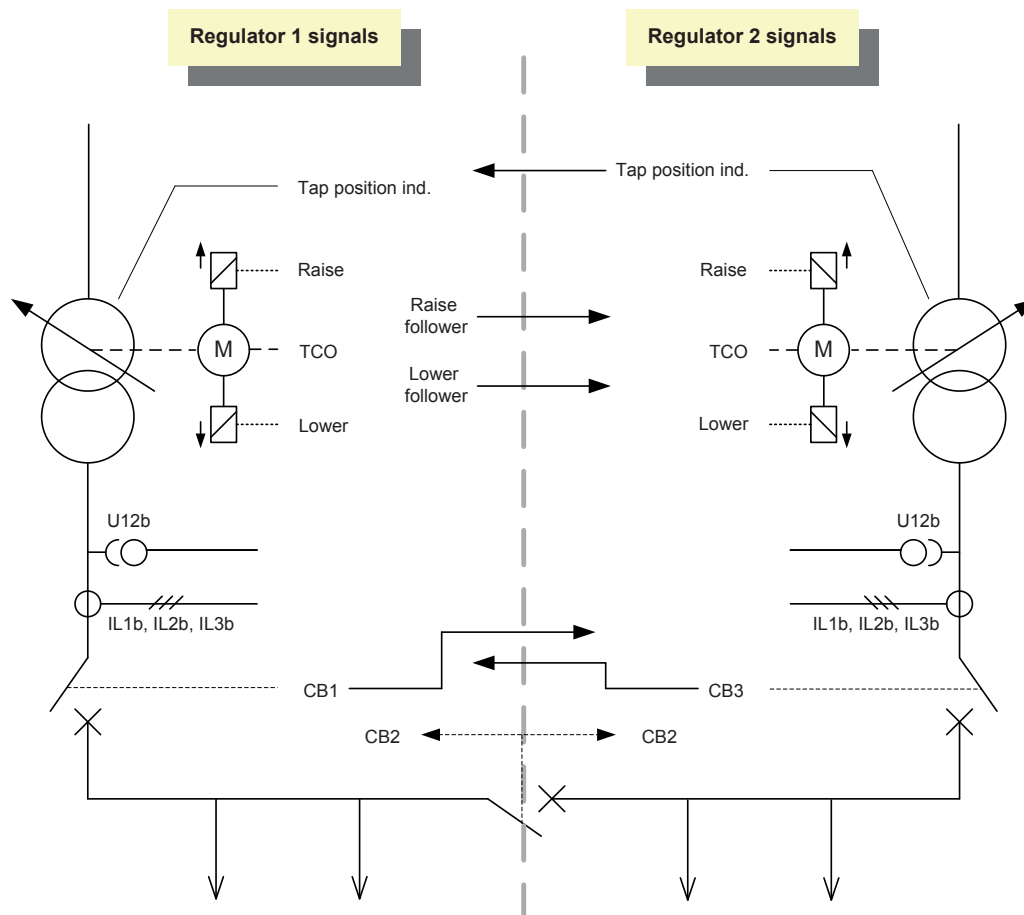 Regulator 1 signals
Regulator 2 signals
Tap position ind.
Tap position ind.
Raise
Raise
Raise
follower
M
TCO
TCO
M
Lower
follower
Lower
Lower
U12b
U12b
IL1b, IL2b, IL3b
IL1b, IL2b, IL3b
CB1
CB3
CB2
CB2